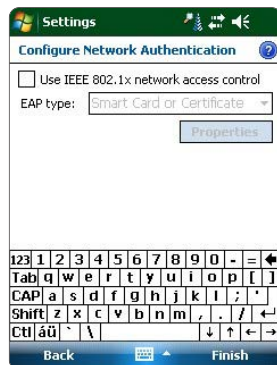 Settings
Configure Network Authentication ?
Use IEEE 802.1x network access control
EAP type: Smart Card or Certificate
Properties
123 1 2 3 4 5 6 7 8 9 0 - = 
Tab q w e r t y u i o p [ ]
CAP a s d f g h j k l ; '
Shift z x c v b n m , . /
Ctl áü ` \
Back Finish